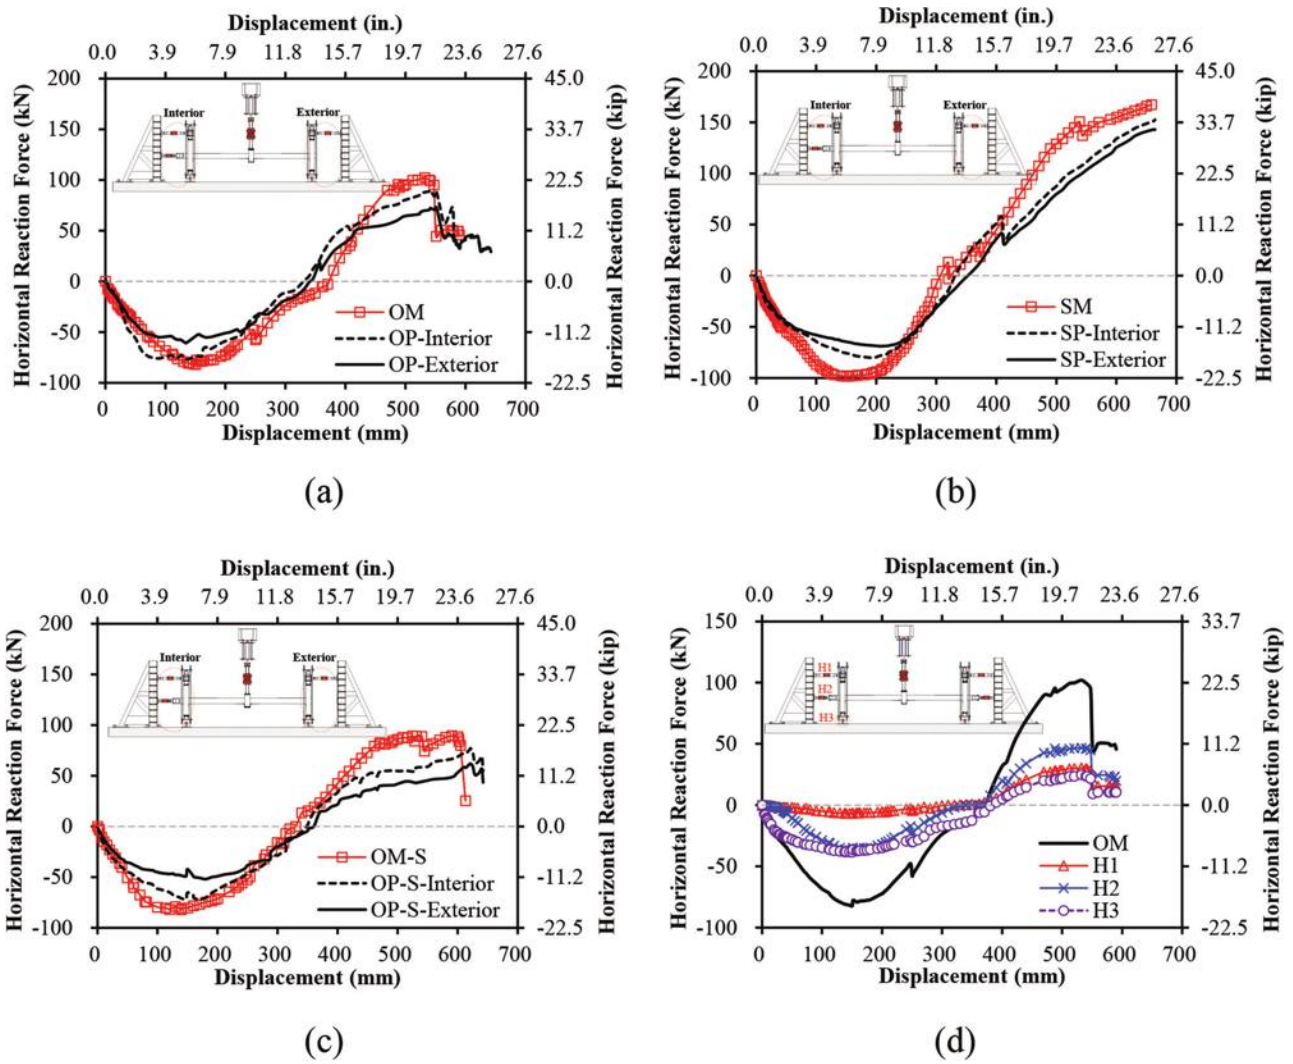 Displacement (in.)
0.0 3.9 7.9 11.8 15.7 19.7 23.6 27.6
Horizontal Reaction Force (kN)
200
150
100
50
0
-50
-100
Interior
Exterior
45.0
33.7
22.5
11.2
0.0
-11.2
-22.5
Horizontal Reaction Force (kip)
OM
OP-Interior
OP-Exterior
0 100 200 300 400 500 600 700
Displacement (mm)
(a)
Displacement (in.)
0.0 3.9 7.9 11.8 15.7 19.7 23.6 27.6
Horizontal Reaction Force (kN)
200
150
100
50
0
-50
-100
Interior
Exterior
45.0
33.7
22.5
11.2
0.0
-11.2
-22.5
Horizontal Reaction Force (kip)
SM
SP-Interior
SP-Exterior
0 100 200 300 400 500 600 700
Displacement (mm)
(b)
Displacement (in.)
0.0 3.9 7.9 11.8 15.7 19.7 23.6 27.6
Horizontal Reaction Force (kN)
200
150
100
50
0
-50
-100
Interior
Exterior
45.0
33.7
22.5
11.2
0.0
-11.2
-22.5
Horizontal Reaction Force (kip)
OM-S
OP-S-Interior
OP-S-Exterior
0 100 200 300 400 500 600 700
Displacement (mm)
(c)
Displacement (in.)
0.0 3.9 7.9 11.8 15.7 19.7 23.6 27.6
Horizontal Reaction Force (kN)
150
100
50
0
-50
-100
H1
H2
H3
33.7
22.5
11.2
0.0
-11.2
-22.5
Horizontal Reaction Force (kip)
OM
H1
H2
H3
0 100 200 300 400 500 600 700
Displacement (mm)
(d)